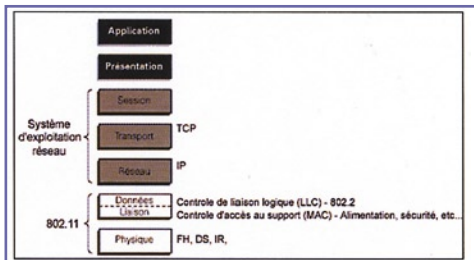 Application
Présentation
Session
Système d'exploitation réseau
Transport
TCP
Réseau
IP
802.11
Données
Liaison
Controle de liaison logique (LLC) - 802.2
Controle d'accès au support (MAC) - Alimentation, sécurité, etc...
Physique
FH, DS, IR,